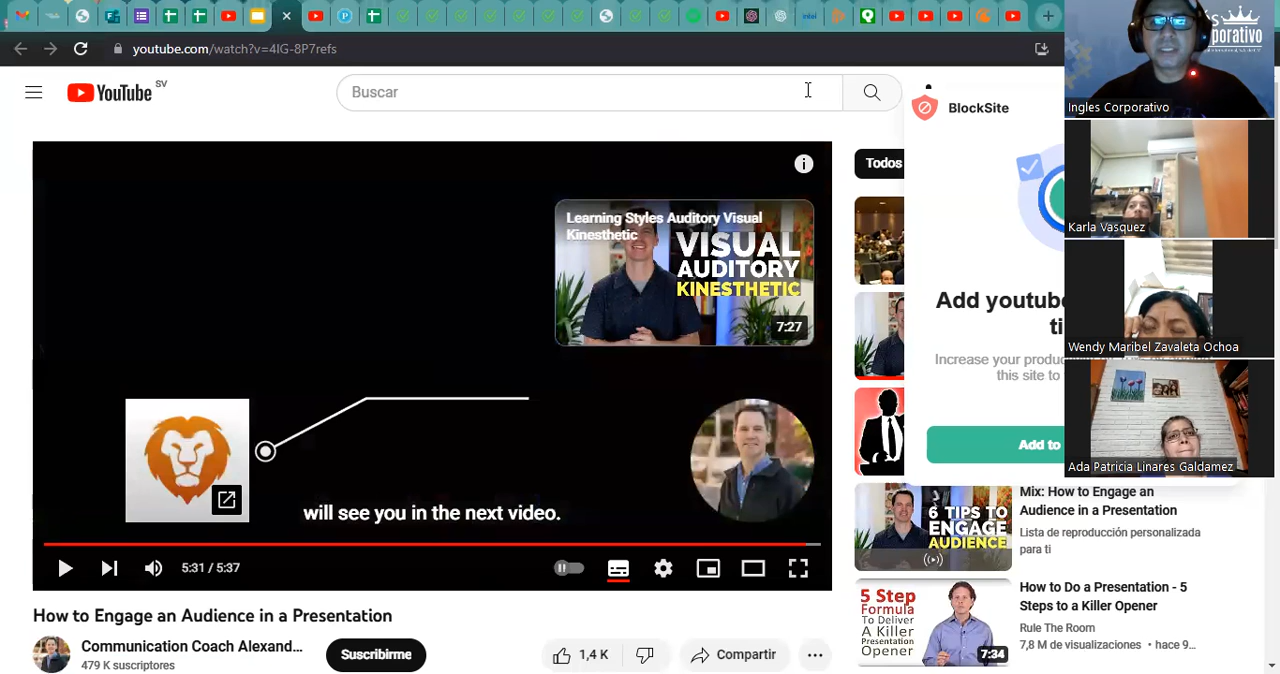 youtube.com/watch?v=4lG-8P7refs
YouTube SV
Buscar
BlockSite
Todos
Learning Styles Auditory Visual
Kinesthetic
VISUAL
AUDITORY
KINESTHETIC
7:27
Add youtube
Increase your produc
this site to
Add to
will see you in the next video.
5:31 / 5:37
How to Engage an Audience in a Presentation
Communication Coach Alexand...
479 K suscriptores
Suscribirme
1,4 K
Compartir
6 TIPS TO
ENGAGE
AUDIENCE
Mix: How to Engage an
Audience in a Presentation
Lista de reproducción personalizada
para ti
5 Step
Formula
To Deliver
A Killer
Presentation
Opener
7:34
How to Do a Presentation - 5
Steps to a Killer Opener
Rule The Room
7,8 M de visualizaciones • hace 9...
porativo
Ingles Corporativo
Karla Vasquez
Wendy Maribel Zavaleta Ochoa
Ada Patricia Linares Galdamez